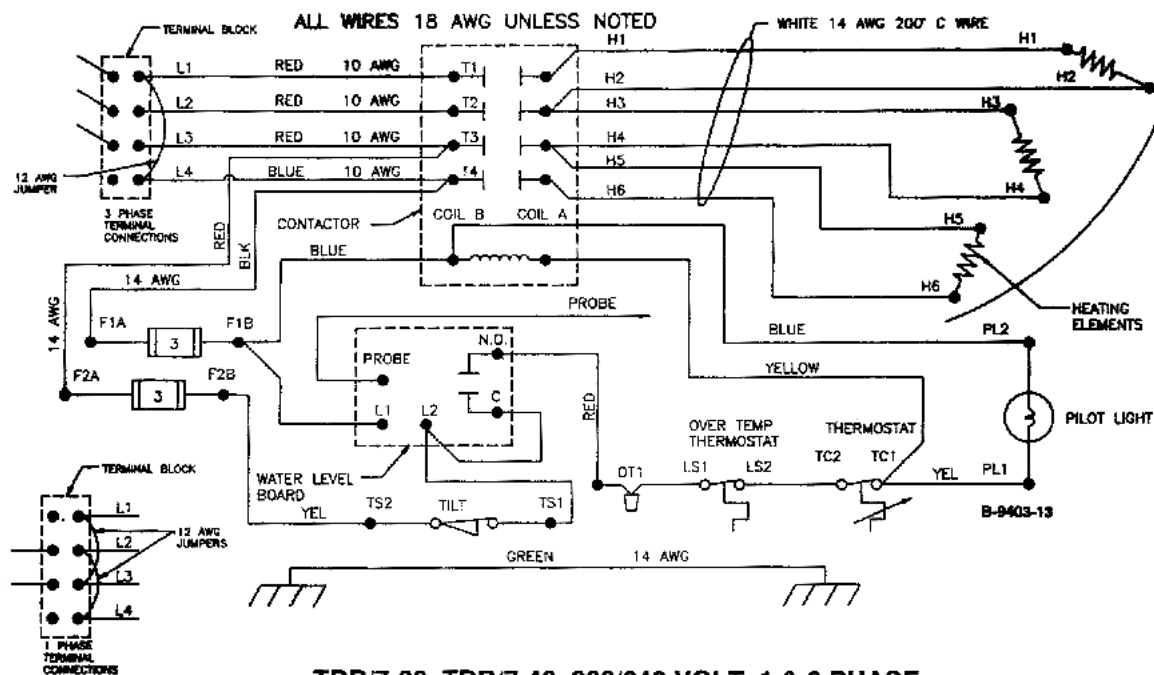 ALL WIRES 18 AWG UNLESS NOTED
WHITE 14 AWG 200° C WIRE
TERMINAL BLOCK
L1 RED 10 AWG T1
L2 RED 10 AWG T2
L3 RED 10 AWG T3
L4 BLUE 10 AWG T4
12 AWG
JUMPER
3 PHASE
TERMINAL
CONNECTIONS
H1
H2
H3
H4
H5
H6
H1
H2
H3
H4
H5
H6
HEATING
ELEMENTS
CONTACTOR
COIL B COIL A
RED
BLK
BLUE
14 AWG
14 AWG
F1A 3 F1B
F2A 3 F2B
PROBE
PROBE
N.O.
C
L1 L2
WATER LEVEL
BOARD
BLUE
PL2
YELLOW
RED
PILOT LIGHT
OVER TEMP
THERMOSTAT
THERMOSTAT
OT1
LS1 LS2
TC2 TC1
YEL PL1
B-9403-13
YEL TS2 TILT TS1
GREEN 14 AWG
TERMINAL BLOCK
L1
L2
L3
L4
12 AWG
JUMPERS
1 PHASE
TERMINAL
CONNECTIONS